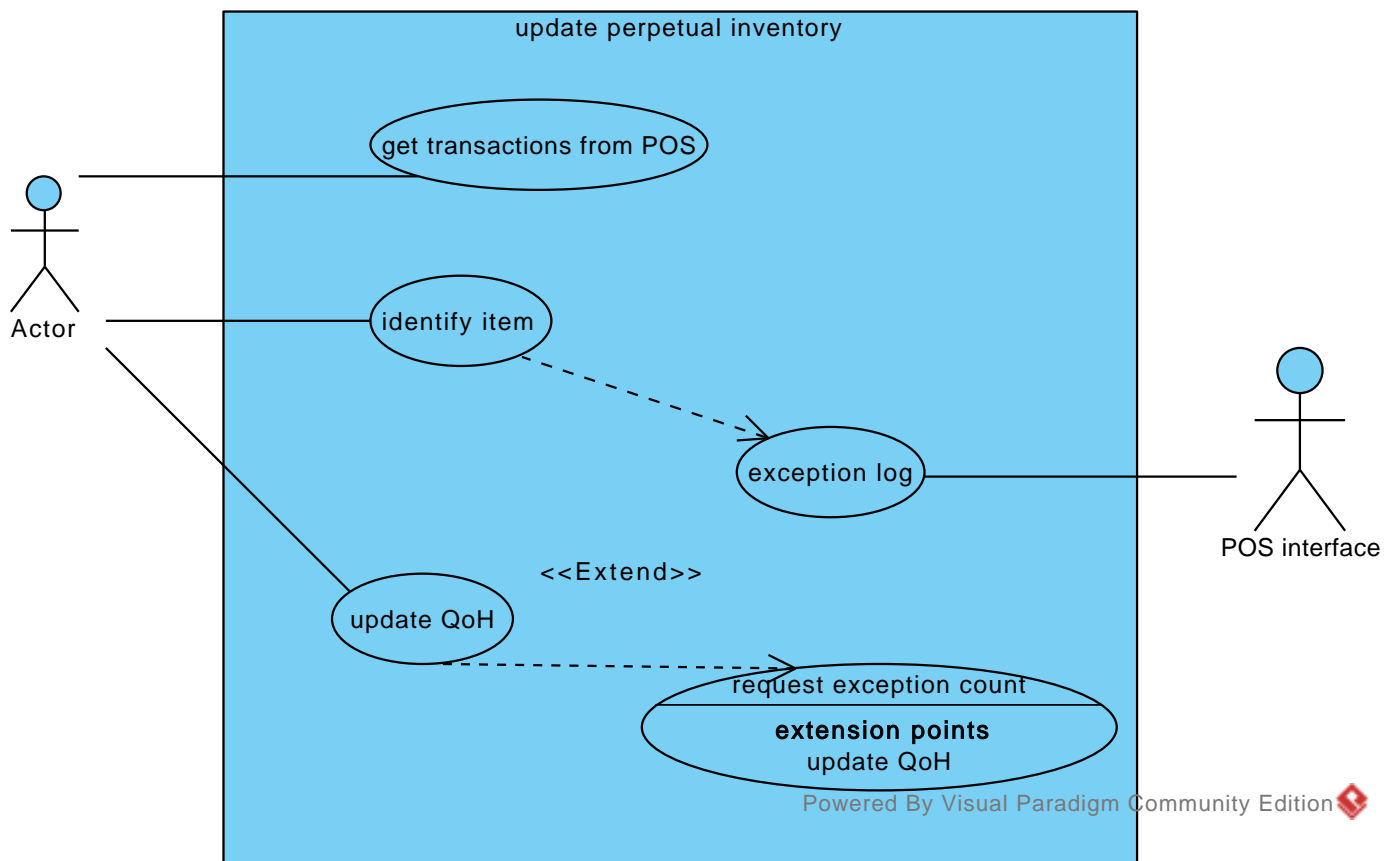 update perpetual inventory
get transactions from POS
Actor
identify item
exception log
POS interface
<<Extend>>
update QoH
request exception count
extension points
update QoH
Powered By Visual Paradigm Community Edition